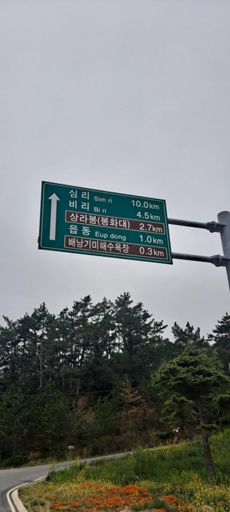 심 리 Sim ri 10.0km
비 리 Bi ri 4.5km
상라봉(봉화대) 2.7km
읍 동 Eup dong 1.0km
배낭기미해수욕장 0.3km